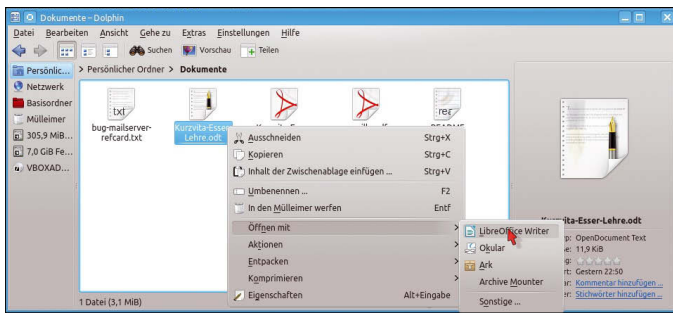 Dokumente – Dolphin
Datei Bearbeiten Ansicht Gehe zu Extras Einstellungen Hilfe
Suchen Vorschau Teilen
Persönlic... > Persönlicher Ordner > Dokumente
Netzwerk
Basisordner
Mülleimer
305,9 MiB...
7,0 GiB Fe...
VBOXAD...
txt
bug-mailserver-
refcard.txt
Kurzvita-Esser-
Lehre.odt
Ausschneiden Strg+X
Kopieren Strg+C
Inhalt der Zwischenablage einfügen ... Strg+V
Umbenennen ... F2
In den Mülleimer werfen Entf
Öffnen mit >
Aktionen >
Entpacken >
Komprimieren >
Eigenschaften Alt+Eingabe
LibreOffice Writer
Okular
Ark
Archive Mounter
Sonstige ...
Kurzvita-Esser-Lehre.odt
OpenDocument Text
11,9 KiB
Gestern 22:50
Kommentar hinzufügen ...
Stichwörter hinzufügen ...
1 Datei (3,1 MiB)